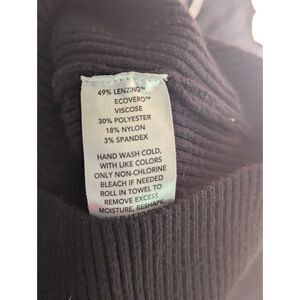 49% LENZING™
ECOVERO™
VISCOSE
30% POLYESTER
18% NYLON
3% SPANDEX
HAND WASH COLD,
WITH LIKE COLORS
ONLY NON-CHLORINE
BLEACH IF NEEDED
ROLL IN TOWEL TO
REMOVE EXCESS
MOISTURE, RESHAPE,